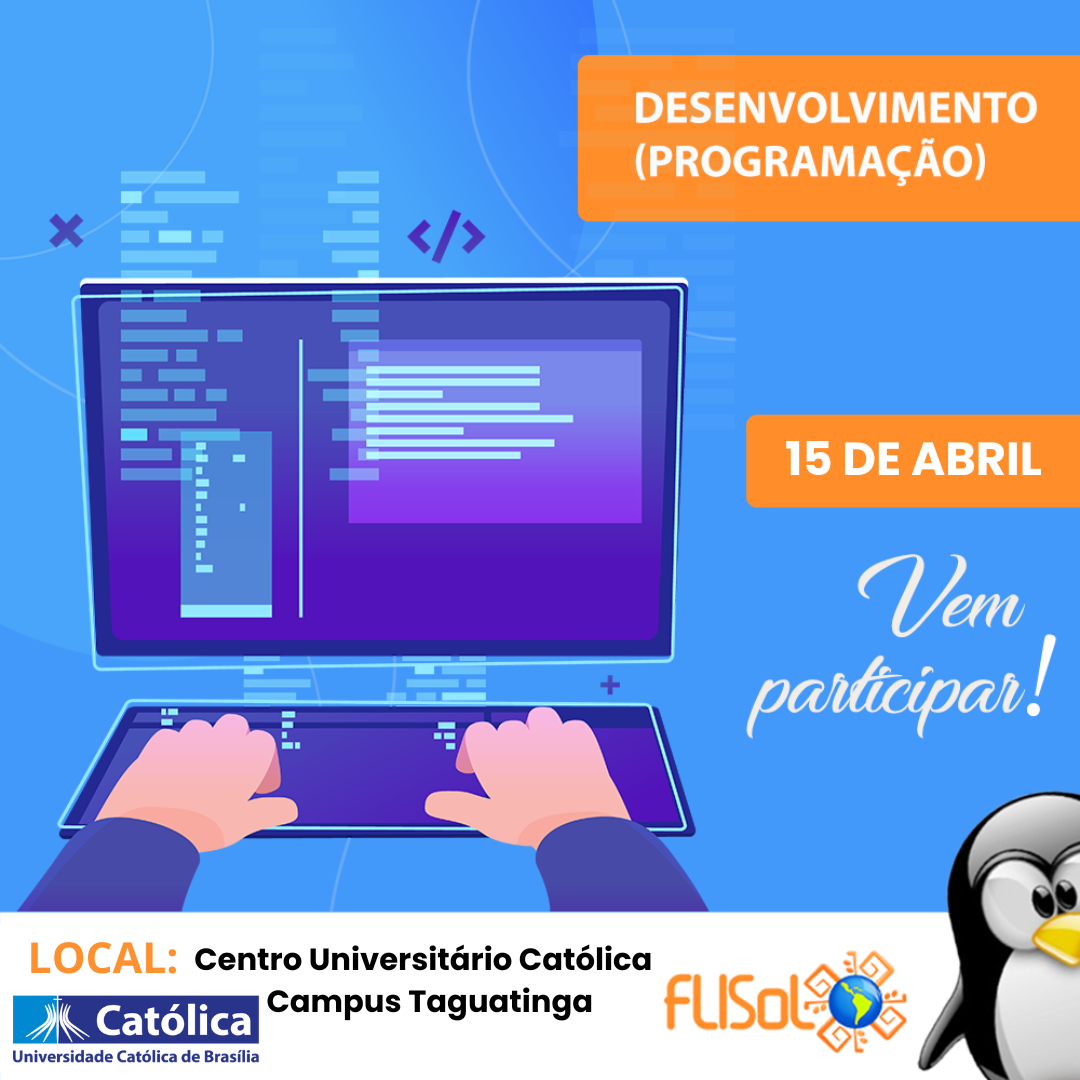 DESENVOLVIMENTO
(PROGRAMAÇÃO)
</>
15 DE ABRIL
Vem
participar!
LOCAL: Centro Universitário Católica
Campus Taguatinga
Católica
Universidade Católica de Brasília
FLISoL